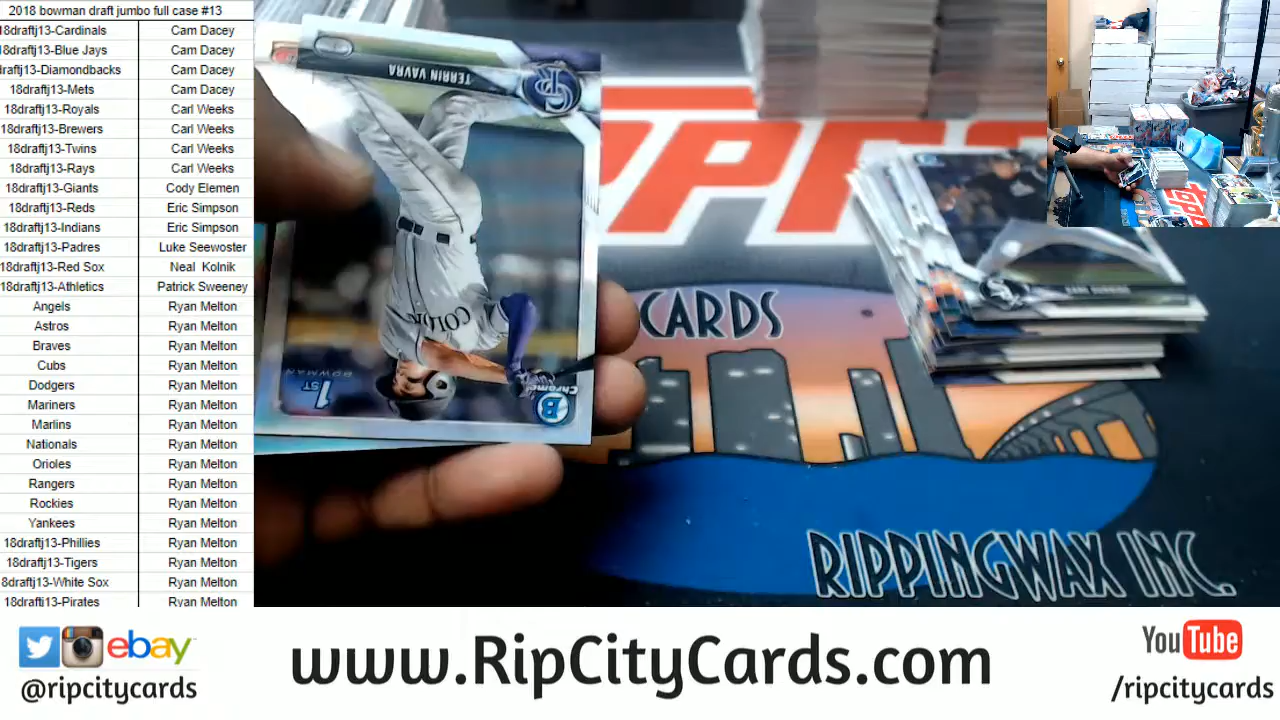 2018 bowman draft jumbo full case #13
18draftj13-Cardinals Cam Dacey
18draftj13-Blue Jays Cam Dacey
draftj13-Diamondbacks Cam Dacey
18draftj13-Mets Cam Dacey
18draftj13-Royals Carl Weeks
18draftj13-Brewers Carl Weeks
18draftj13-Twins Carl Weeks
18draftj13-Rays Carl Weeks
18draftj13-Giants Cody Elemen
18draftj13-Reds Eric Simpson
18draftj13-Indians Eric Simpson
18draftj13-Padres Luke Seewoster
18draftj13-Red Sox Neal Kolnik
18draftj13-Athletics Patrick Sweeney
Angels Ryan Melton
Astros Ryan Melton
Braves Ryan Melton
Cubs Ryan Melton
Dodgers Ryan Melton
Mariners Ryan Melton
Marlins Ryan Melton
Nationals Ryan Melton
Orioles Ryan Melton
Rangers Ryan Melton
Rockies Ryan Melton
Yankees Ryan Melton
18draftj13-Phillies Ryan Melton
18draftj13-Tigers Ryan Melton
8draftj13-White Sox Ryan Melton
18draftj13-Pirates Ryan Melton
TERRIN VAVRA
CR
COLO
1ST
BOWMAN
B
Chrome
CARDS
RIPPINGWAX INC.
ebay
@ripcitycards
www.RipCityCards.com
YouTube
/ripcitycards